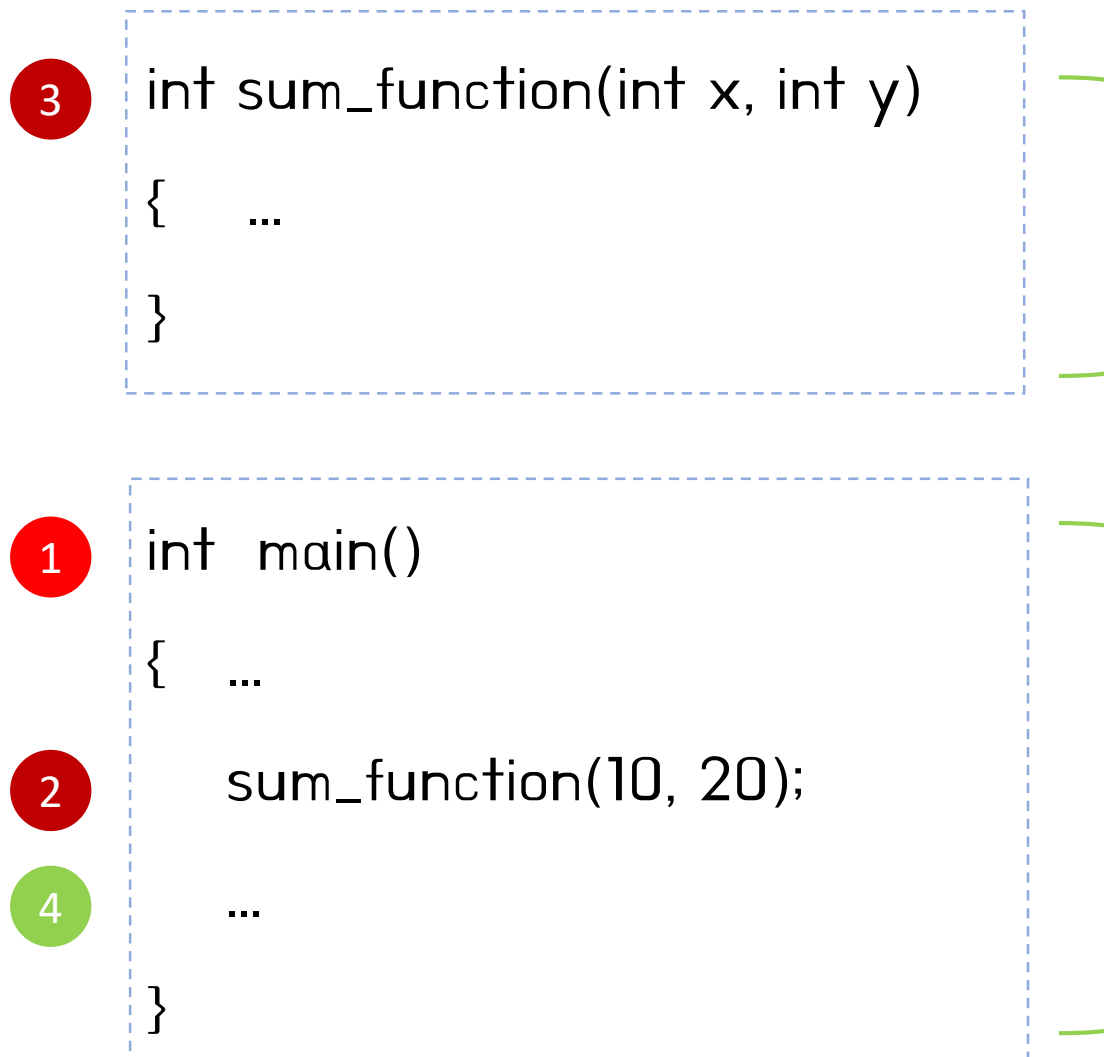 3 int sum_function(int x, int y)
{ ...
}
1 int main()
{ ...
2 sum_function(10, 20);
4 ...
}